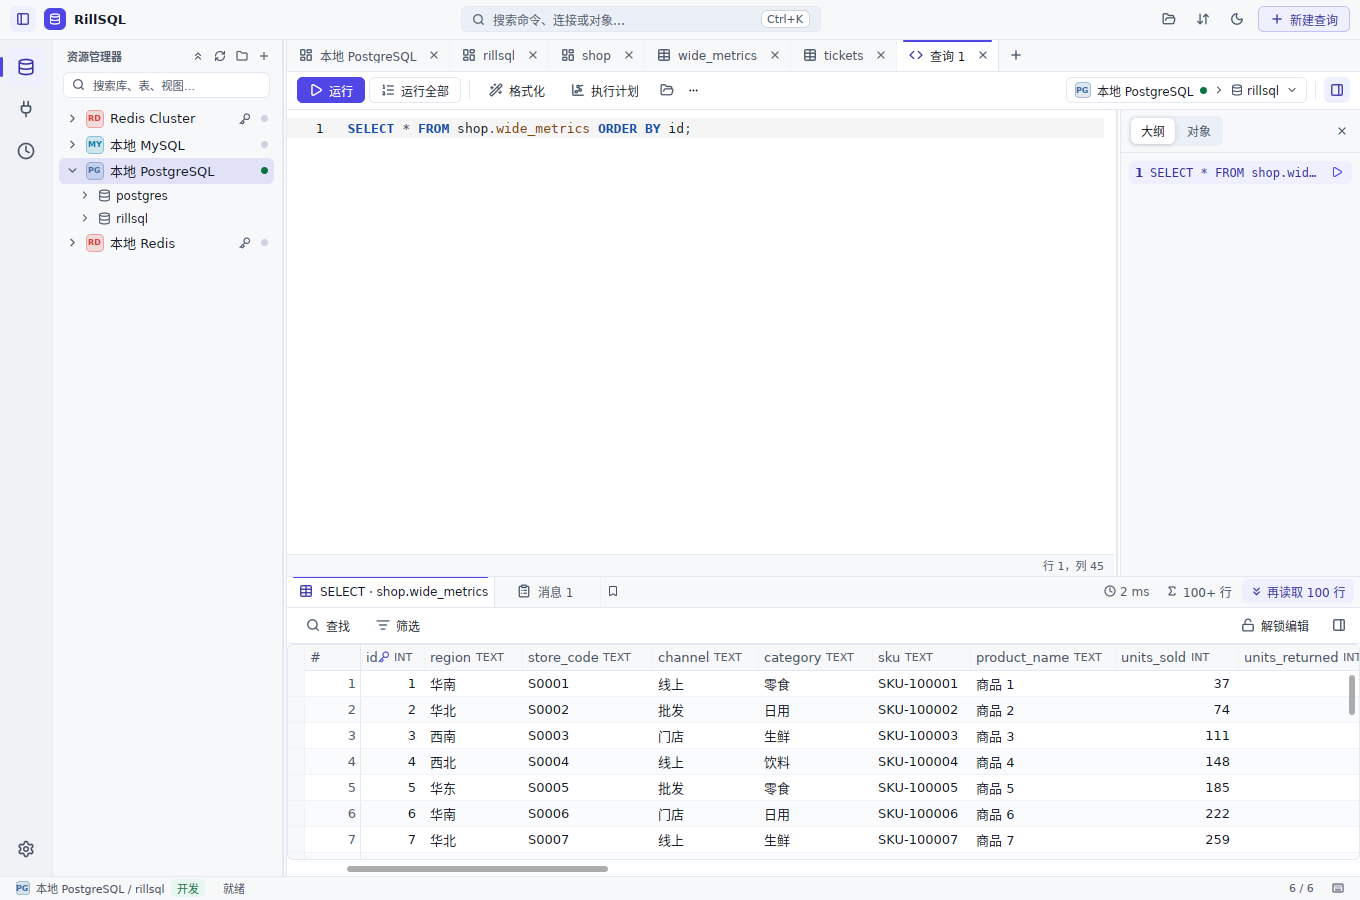 RillSQL
搜索命令、连接或对象... Ctrl+K
新建查询
资源管理器
搜索库、表、视图...
RD Redis Cluster
MY 本地 MySQL
PG 本地 PostgreSQL
postgres
rillsql
RD 本地 Redis
本地 PostgreSQL rillsql shop wide_metrics tickets 查询 1
运行 运行全部 格式化 执行计划 ··· PG 本地 PostgreSQL rillsql
1 SELECT * FROM shop.wide_metrics ORDER BY id;
大纲 对象
1 SELECT * FROM shop.wid...
行 1，列 45
SELECT · shop.wide_metrics 消息 1 2 ms Σ 100+ 行 再读取 100 行
查找 筛选 解锁编辑
# id INT region TEXT store_code TEXT channel TEXT category TEXT sku TEXT product_name TEXT units_sold INT units_returned INT
1 1 华南 S0001 线上 零食 SKU-100001 商品 1 37
2 2 华北 S0002 批发 日用 SKU-100002 商品 2 74
3 3 西南 S0003 门店 生鲜 SKU-100003 商品 3 111
4 4 西北 S0004 线上 饮料 SKU-100004 商品 4 148
5 5 华东 S0005 批发 零食 SKU-100005 商品 5 185
6 6 华南 S0006 门店 日用 SKU-100006 商品 6 222
7 7 华北 S0007 线上 生鲜 SKU-100007 商品 7 259
PG 本地 PostgreSQL / rillsql 开发 就绪 6 / 6